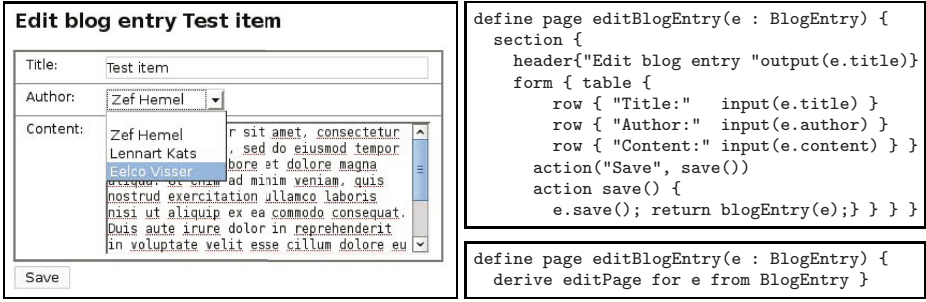 Edit blog entry Test item
Title: Test item
Author: Zef Hemel
Zef Hemel
Lennart Kats
Eelco Visser
Content: r sit amet, consectetur
, sed do eiusmod tempor
bore et dolore magna
aliqua. Ut enim ad minim veniam, quis
nostrud exercitation ullamco laboris
nisi ut aliquip ex ea commodo consequat.
Duis aute irure dolor in reprehenderit
in voluptate velit esse cillum dolore eu
Save
define page editBlogEntry(e : BlogEntry) {
section {
header{"Edit blog entry "output(e.title)}
form { table {
row { "Title:" input(e.title) }
row { "Author:" input(e.author) }
row { "Content:" input(e.content) } }
action("Save", save())
action save() {
e.save(); return blogEntry(e);} } } }
define page editBlogEntry(e : BlogEntry) {
derive editPage for e from BlogEntry }